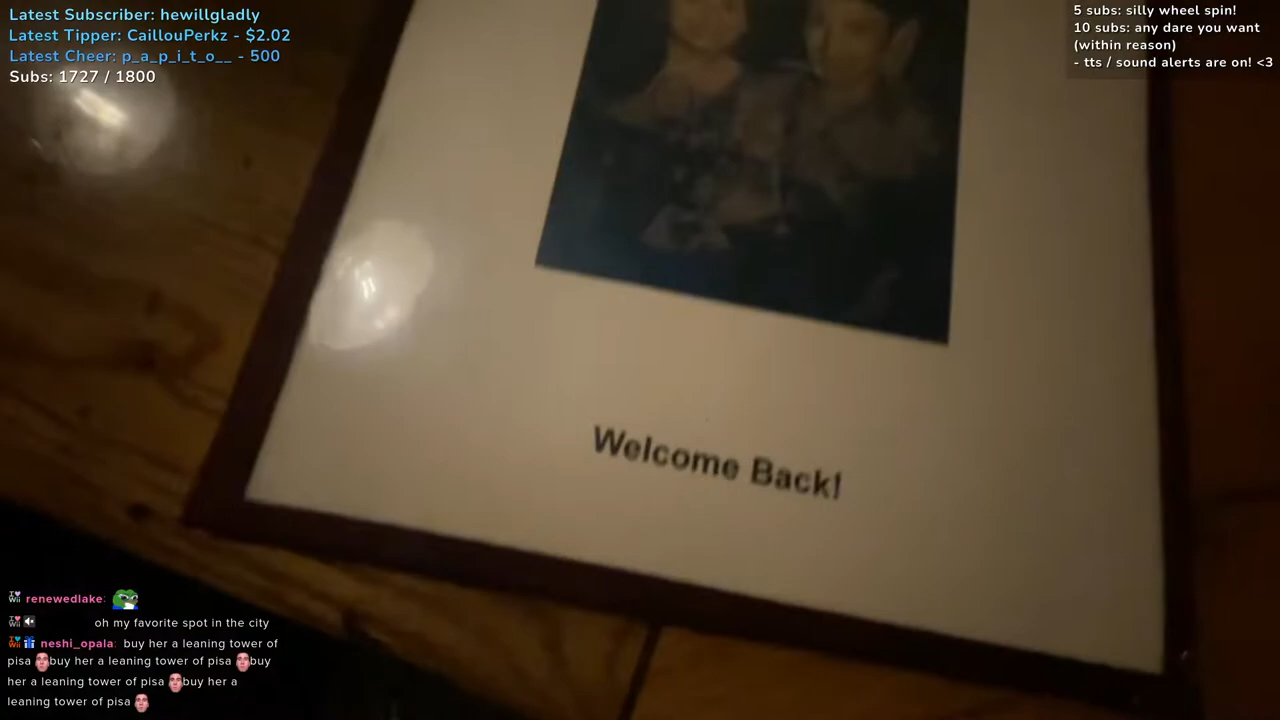 Latest Subscriber: hewillgladly
Latest Tipper: CaillouPerkz - $2.02
Latest Cheer: p_a_p_i_t_o__ - 500
Subs: 1727 / 1800
5 subs: silly wheel spin!
10 subs: any dare you want
(within reason)
- tts / sound alerts are on! <3
Welcome Back!
renewedlake:
oh my favorite spot in the city
neshi_opala: buy her a leaning tower of
pisa buy her a leaning tower of pisa buy
her a leaning tower of pisa buy her a
leaning tower of pisa